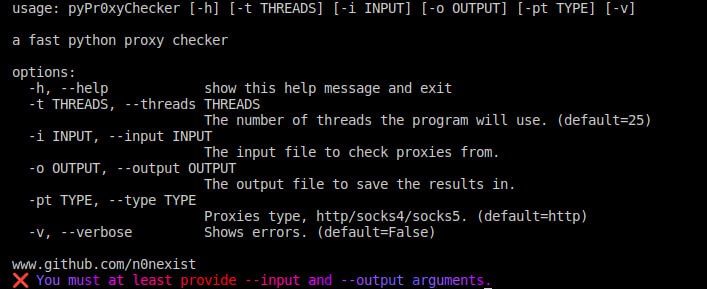 usage: pyPr0xyChecker [-h] [-t THREADS] [-i INPUT] [-o OUTPUT] [-pt TYPE] [-v]
a fast python proxy checker
options:
-h, --help show this help message and exit
-t THREADS, --threads THREADS
The number of threads the program will use. (default=25)
-i INPUT, --input INPUT
The input file to check proxies from.
-o OUTPUT, --output OUTPUT
The output file to save the results in.
-pt TYPE, --type TYPE
Proxies type, http/socks4/socks5. (default=http)
-v, --verbose Shows errors. (default=False)
www.github.com/n0nexist
❌ You must at least provide --input and --output arguments.